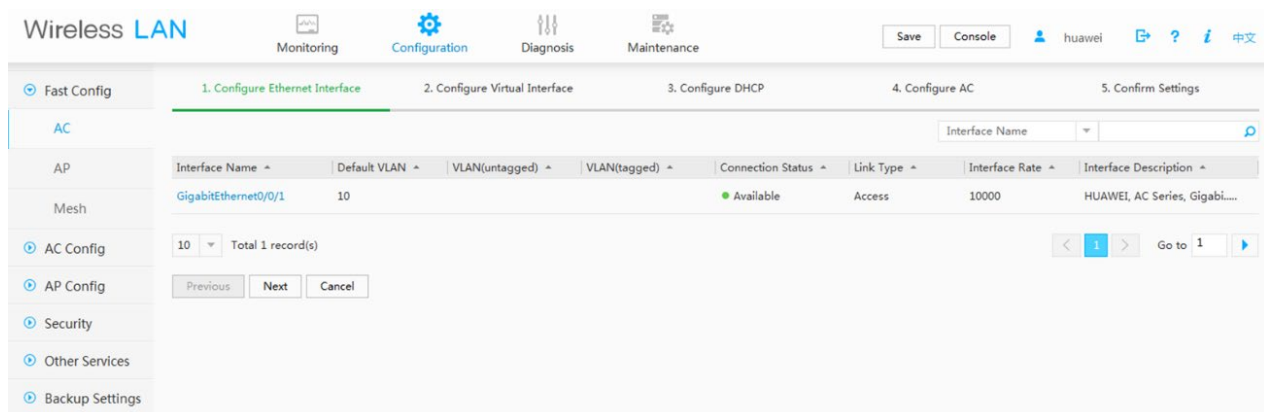 Wireless LAN
Monitoring
Configuration
Diagnosis
Maintenance
Save
Console
huawei
?
i
中文
Fast Config
AC
AP
Mesh
AC Config
AP Config
Security
Other Services
Backup Settings
1. Configure Ethernet Interface
2. Configure Virtual Interface
3. Configure DHCP
4. Configure AC
5. Confirm Settings
Interface Name
Interface Name Default VLAN VLAN(untagged) VLAN(tagged) Connection Status Link Type Interface Rate Interface Description
GigabitEthernet0/0/1 10 Available Access 10000 HUAWEI, AC Series, Gigabi.....
10 Total 1 record(s)
< 1 > Go to 1
Previous Next Cancel